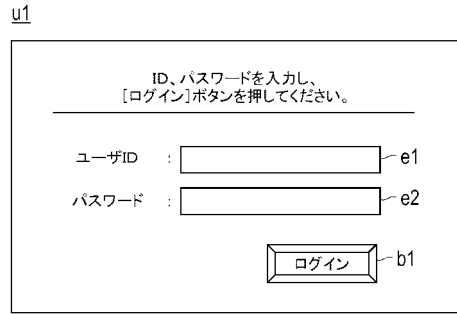 u1
ID、パスワードを入力し、
[ログイン]ボタンを押してください。
ユーザID : e1
パスワード : e2
ログイン b1